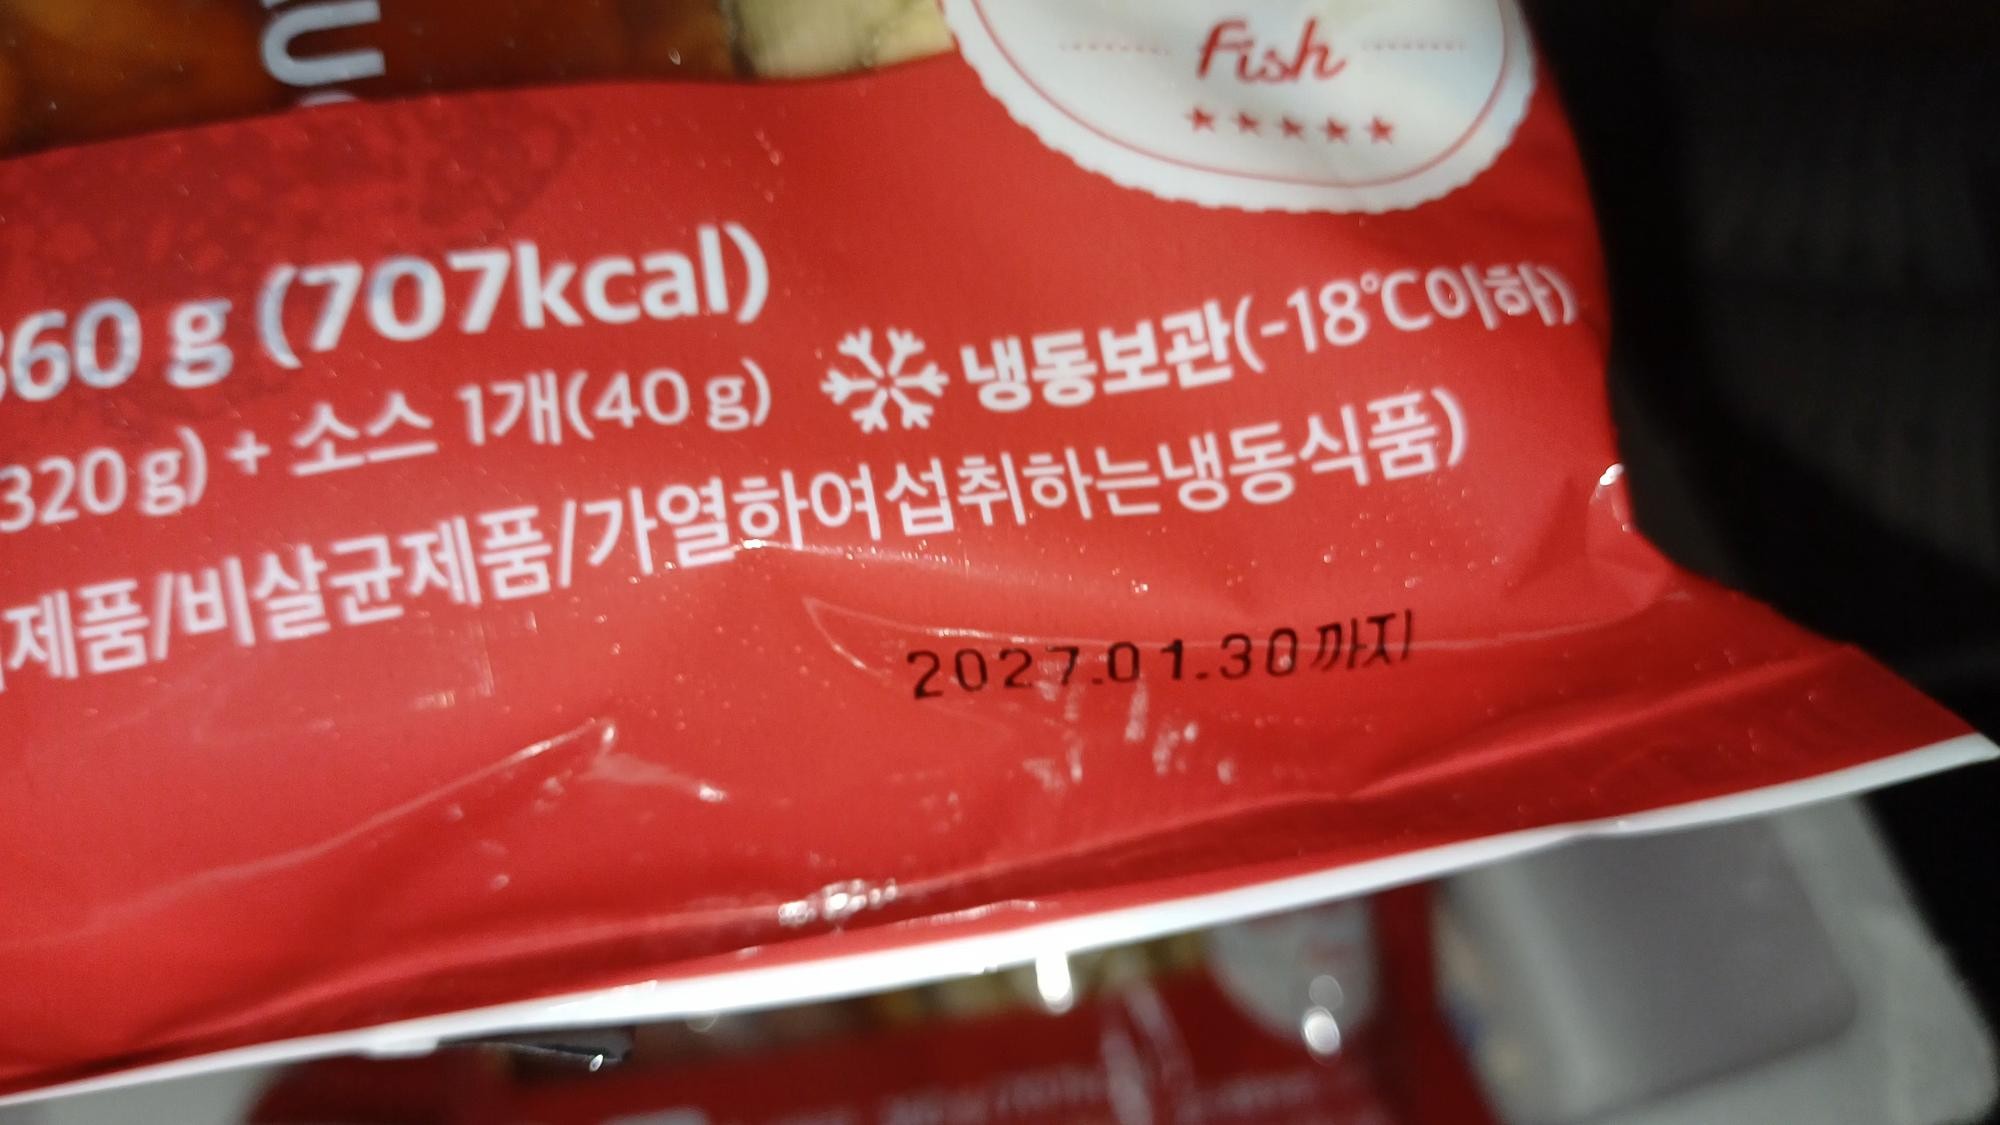 Fish
360 g (707kcal)
320g) + 소스 1개(40g)
냉동보관(-18℃이하)
제품/비살균제품/가열하여섭취하는냉동식품)
2027.01.30까지